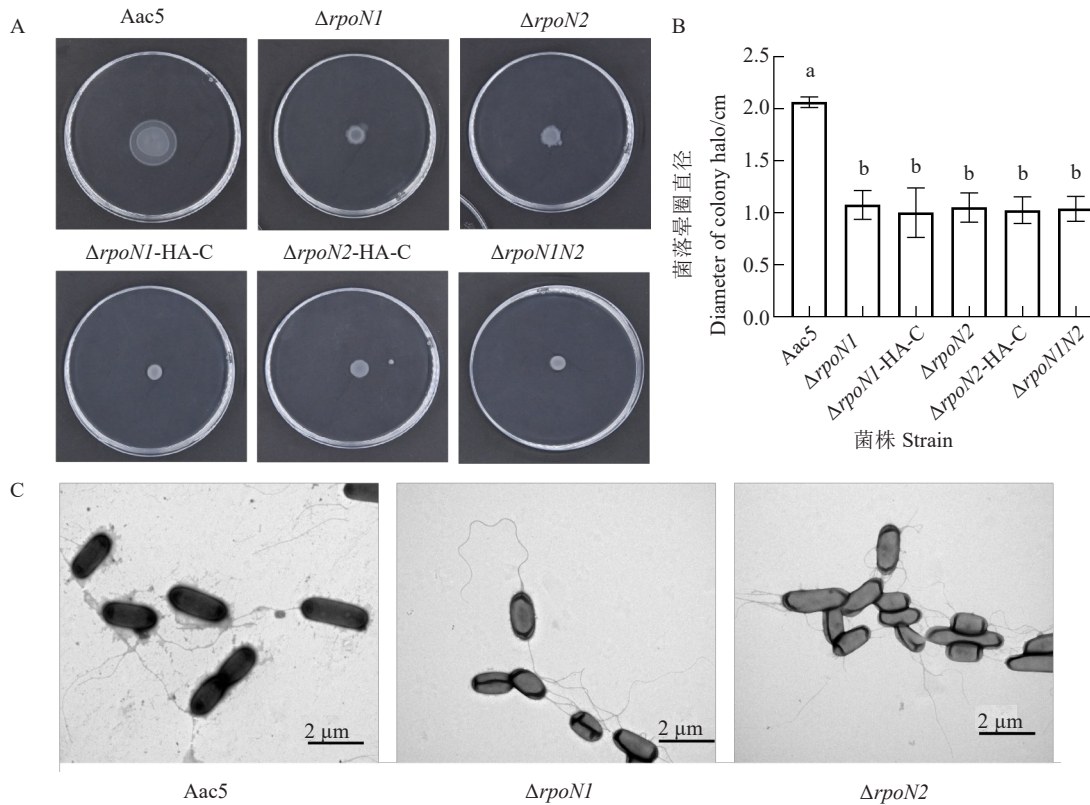 A
Aac5
ΔrpoN1
ΔrpoN2
ΔrpoN1-HA-C
ΔrpoN2-HA-C
ΔrpoN1N2
B
菌落晕圈直径
Diameter of colony halo/cm
2.5
2.0
1.5
1.0
0.5
0.0
a
b
b
b
b
b
Aac5
ΔrpoN1
ΔrpoN1-HA-C
ΔrpoN2
ΔrpoN2-HA-C
ΔrpoN1N2
菌株 Strain
C
2 μm
2 μm
2 μm
Aac5
ΔrpoN1
ΔrpoN2